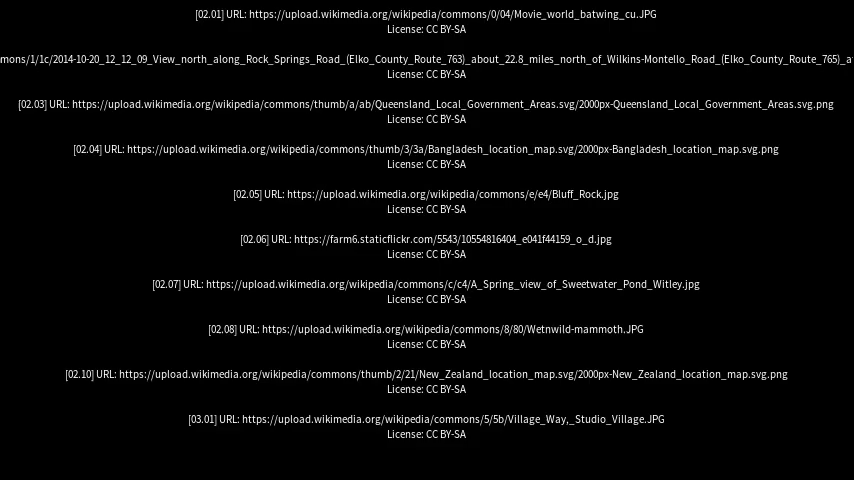 [02.01] URL: https://upload.wikimedia.org/wikipedia/commons/0/04/Movie_world_batwing_cu.JPG
License: CC BY-SA
mons/1/1c/2014-10-20_12_12_09_View_north_along_Rock_Springs_Road_(Elko_County_Route_763)_about_22.8_miles_north_of_Wilkins-Montello_Road_(Elko_County_Route_765)_a
License: CC BY-SA
[02.03] URL: https://upload.wikimedia.org/wikipedia/commons/thumb/a/ab/Queensland_Local_Government_Areas.svg/2000px-Queensland_Local_Government_Areas.svg.png
License: CC BY-SA
[02.04] URL: https://upload.wikimedia.org/wikipedia/commons/thumb/3/3a/Bangladesh_location_map.svg/2000px-Bangladesh_location_map.svg.png
License: CC BY-SA
[02.05] URL: https://upload.wikimedia.org/wikipedia/commons/e/e4/Bluff_Rock.jpg
License: CC BY-SA
[02.06] URL: https://farm6.staticflickr.com/5543/10554816404_e041f44159_o_d.jpg
License: CC BY-SA
[02.07] URL: https://upload.wikimedia.org/wikipedia/commons/c/c4/A_Spring_view_of_Sweetwater_Pond_Witley.jpg
License: CC BY-SA
[02.08] URL: https://upload.wikimedia.org/wikipedia/commons/8/80/Wetnwild-mammoth.JPG
License: CC BY-SA
[02.10] URL: https://upload.wikimedia.org/wikipedia/commons/thumb/2/21/New_Zealand_location_map.svg/2000px-New_Zealand_location_map.svg.png
License: CC BY-SA
[03.01] URL: https://upload.wikimedia.org/wikipedia/commons/5/5b/Village_Way,_Studio_Village.JPG
License: CC BY-SA